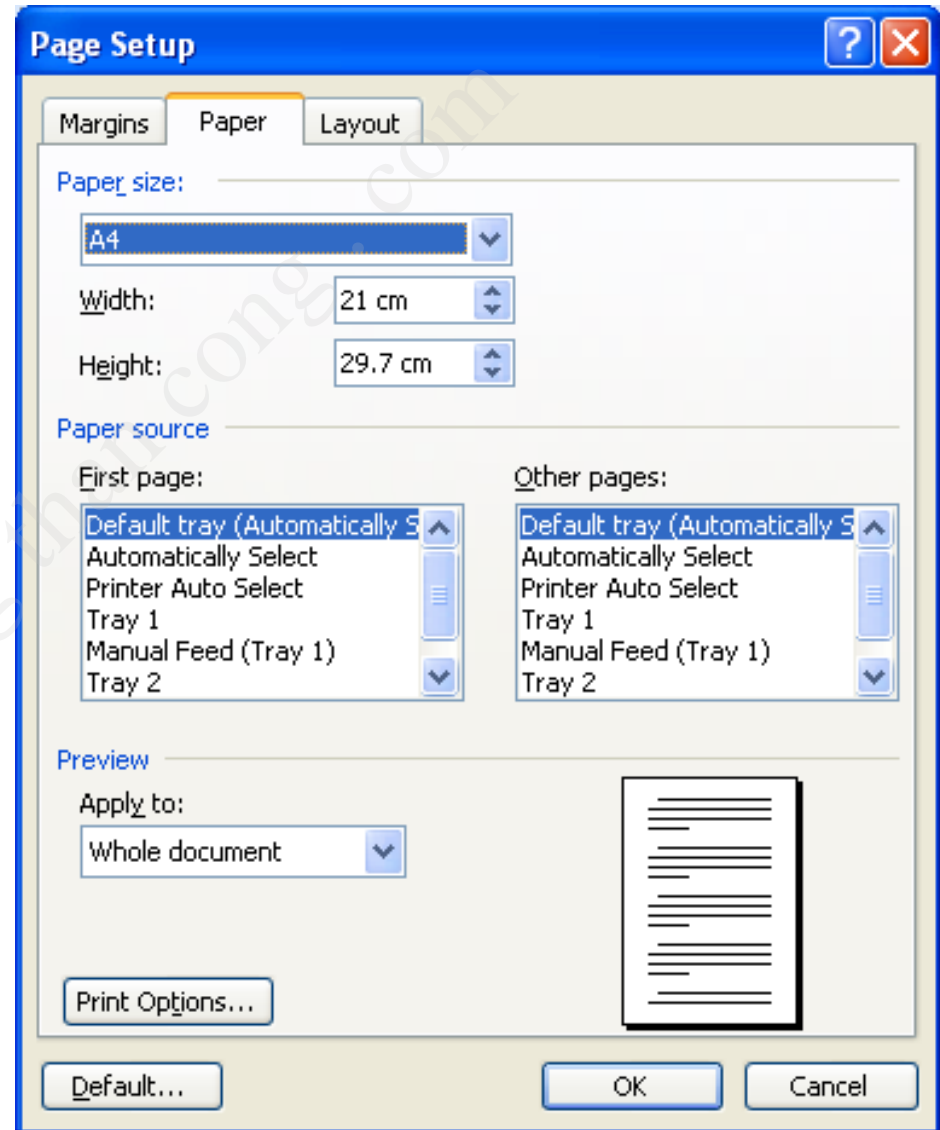 Page Setup
Margins Paper Layout
Paper size:
A4
Width: 21 cm
Height: 29.7 cm
Paper source
First page: Other pages:
Default tray (Automatically S Default tray (Automatically S
Automatically Select Automatically Select
Printer Auto Select Printer Auto Select
Tray 1 Tray 1
Manual Feed (Tray 1) Manual Feed (Tray 1)
Tray 2 Tray 2
Preview
Apply to:
Whole document
Print Options...
Default... OK Cancel
than cong . com